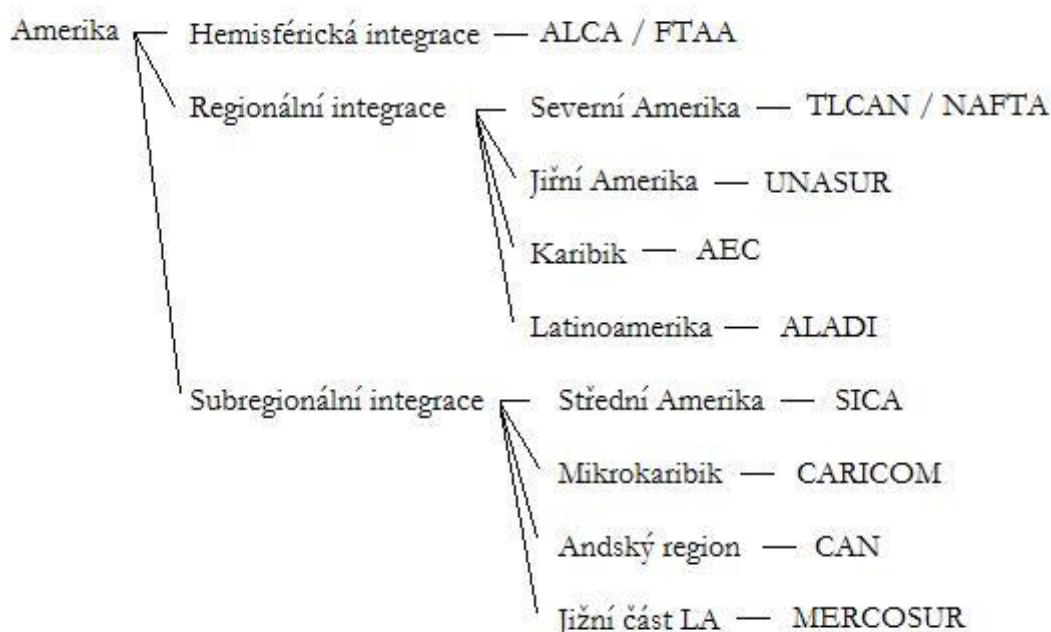 Amerika Hemisférická integrace — ALCA / FTAA
Regionální integrace Severní Amerika — TLCAN / NAFTA
Jiřní Amerika — UNASUR
Karibik — AEC
Latinoamerika — ALADI
Subregionální integrace Střední Amerika — SICA
Mikrokaribik — CARICOM
Andský region — CAN
Jižní část LA — MERCOSUR